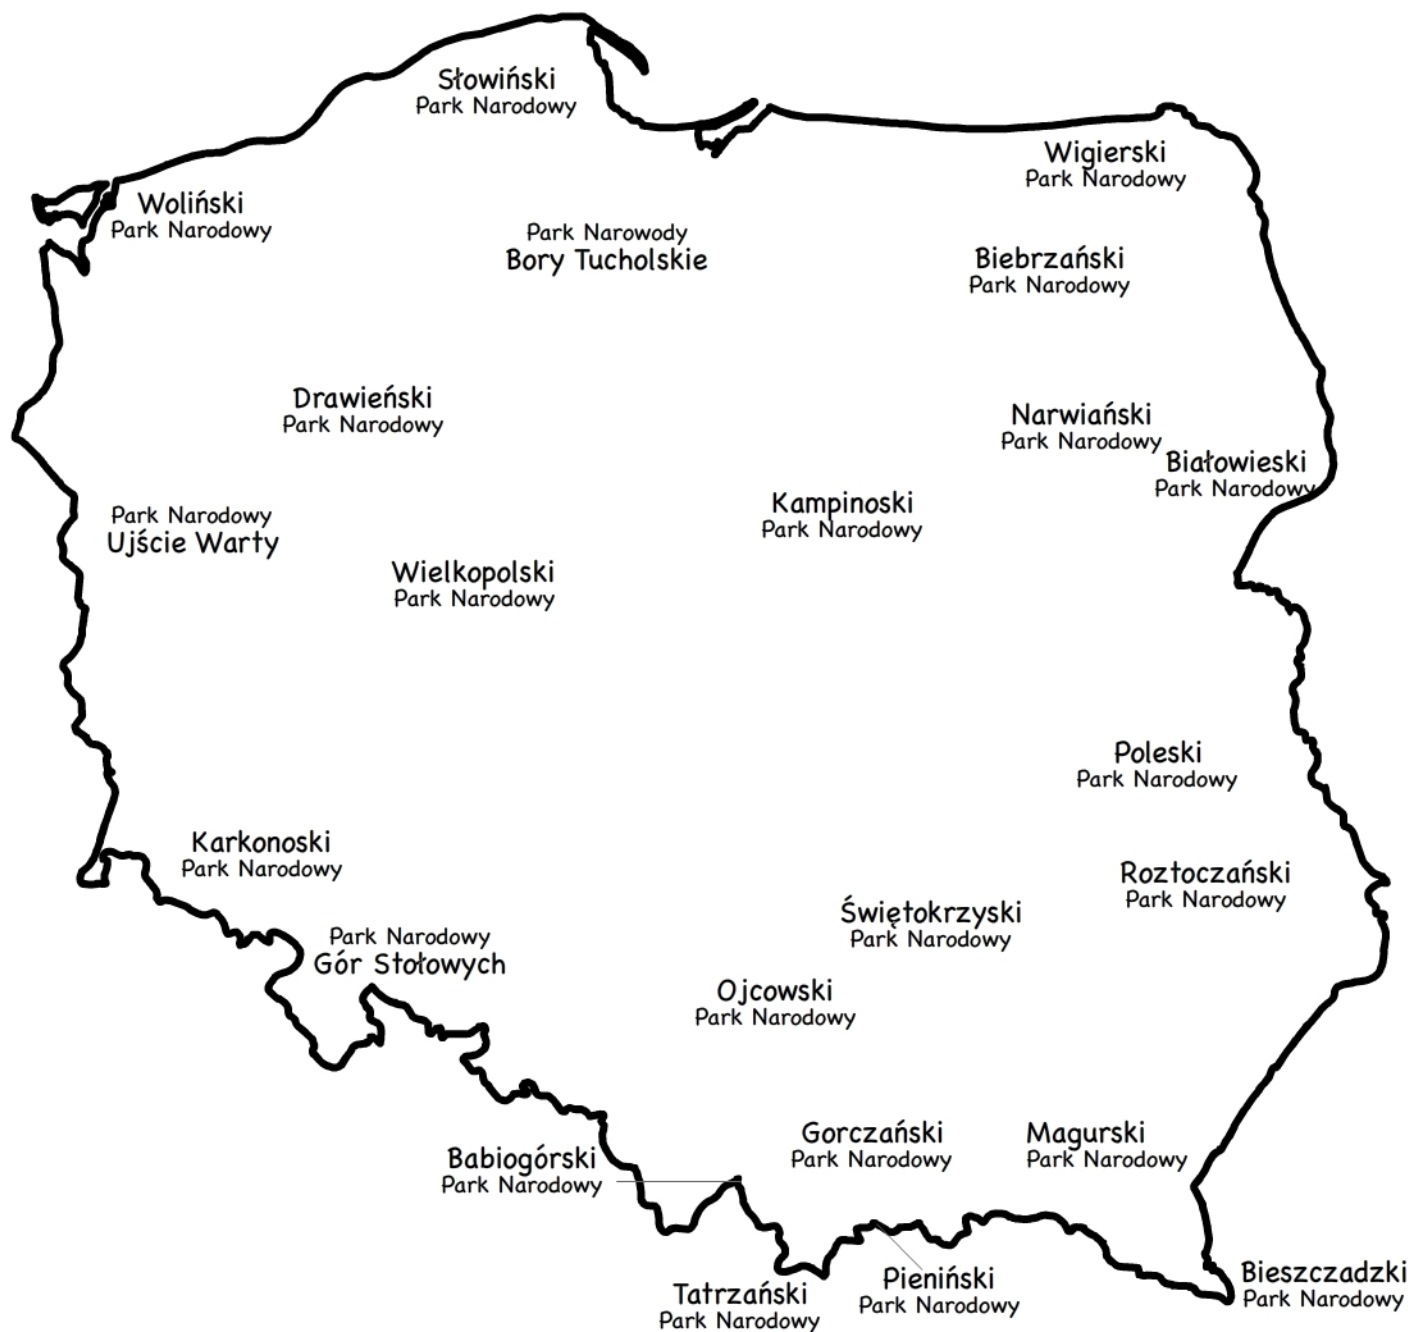 Słowiński
Park Narodowy
Wigierski
Park Narodowy
Woliński
Park Narodowy
Park Narowody
Bory Tucholskie
Biebrzański
Park Narodowy
Drawieński
Park Narodowy
Narwiański
Park Narodowy
Białowieski
Park Narodowy
Kampinoski
Park Narodowy
Park Narodowy
Ujście Warty
Wielkopolski
Park Narodowy
Poleski
Park Narodowy
Karkonoski
Park Narodowy
Roztoczański
Park Narodowy
Świętokrzyski
Park Narodowy
Park Narodowy
Gór Stołowych
Ojcowski
Park Narodowy
Gorczański
Park Narodowy
Magurski
Park Narodowy
Babiogórski
Park Narodowy
Tatrzański
Park Narodowy
Pieniński
Park Narodowy
Bieszczadzki
Park Narodowy